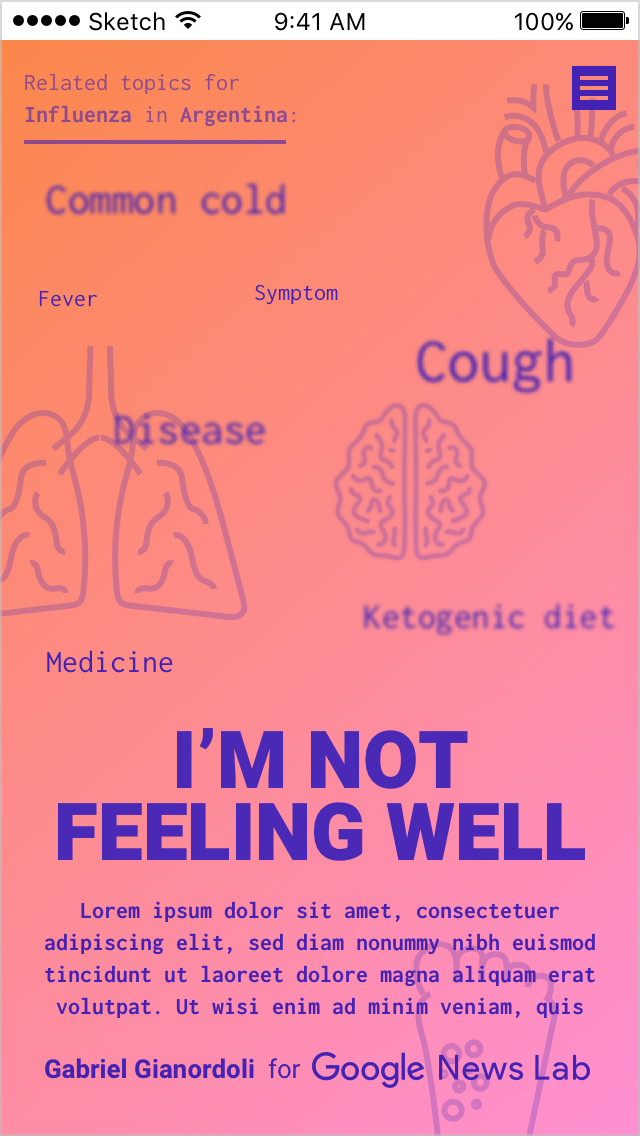 Sketch 9:41 AM 100%
Related topics for
Influenza in Argentina:
Common cold
Fever
Symptom
Cough
Disease
Ketogenic diet
Medicine
I’M NOT
FEELING WELL
Lorem ipsum dolor sit amet, consectetuer
adipiscing elit, sed diam nonummy nibh euismod
tincidunt ut laoreet dolore magna aliquam erat
volutpat. Ut wisi enim ad minim veniam, quis
Gabriel Gianordoli for Google News Lab